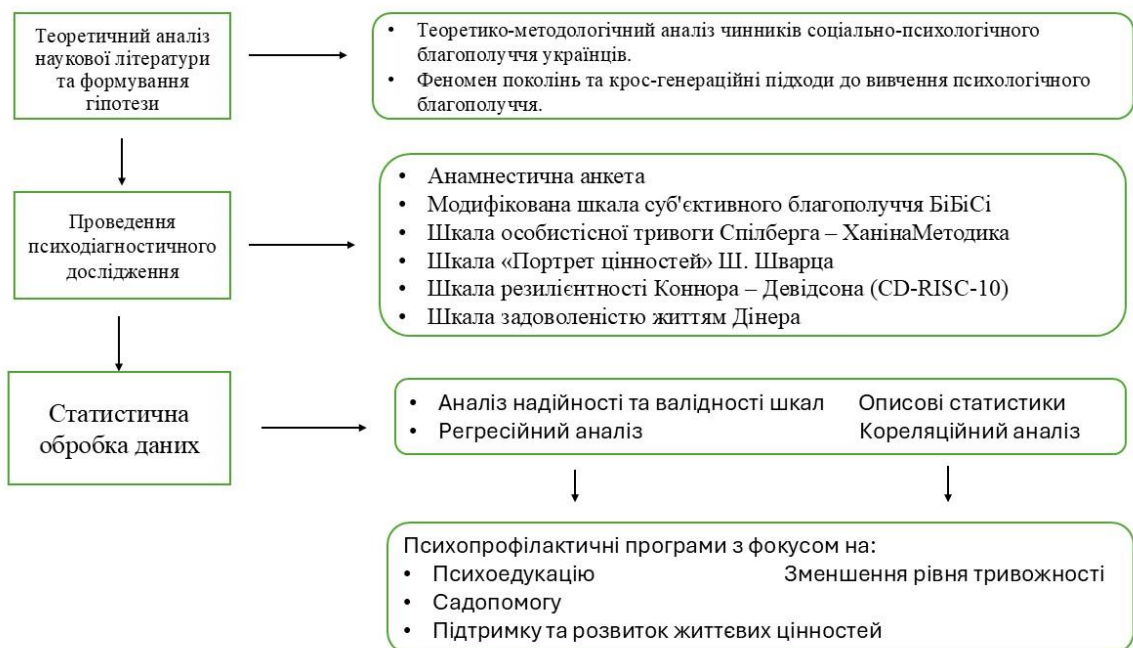 Теоретичний аналіз
наукової літератури
та формування
гіпотези
• Теоретико-методологічний аналіз чинників соціально-психологічного
благополуччя українців.
• Феномен поколінь та крос-генераційні підходи до вивчення психологічного
благополуччя.
Проведення
психодіагностичного
дослідження
• Анамнестична анкета
• Модифікована шкала суб'єктивного благополуччя БіБіСі
• Шкала особистісної тривоги Спілберга – ХанінаМетодика
• Шкала «Портрет цінностей» Ш. Шварца
• Шкала резилієнтності Коннора – Девідсона (CD-RISC-10)
• Шкала задоволеністю життям Дінера
Статистична
обробка даних
• Аналіз надійності та валідності шкал Описові статистики
• Регресійний аналіз Кореляційний аналіз
Психопрофілактичні програми з фокусом на:
• Психоедукацію Зменшення рівня тривожності
• Садопомогу
• Підтримку та розвиток життєвих цінностей